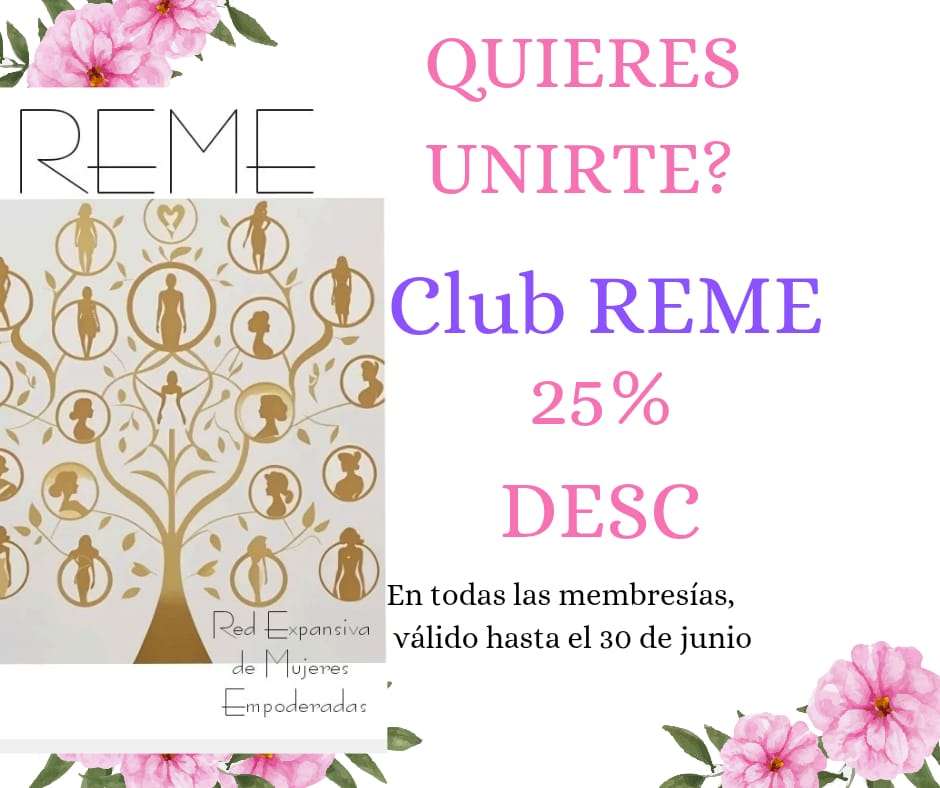 REME
Red Expansiva
de Mujeres
Empoderadas
QUIERES
UNIRTE?
Club REME
25%
DESC
En todas las membresías,
válido hasta el 30 de junio